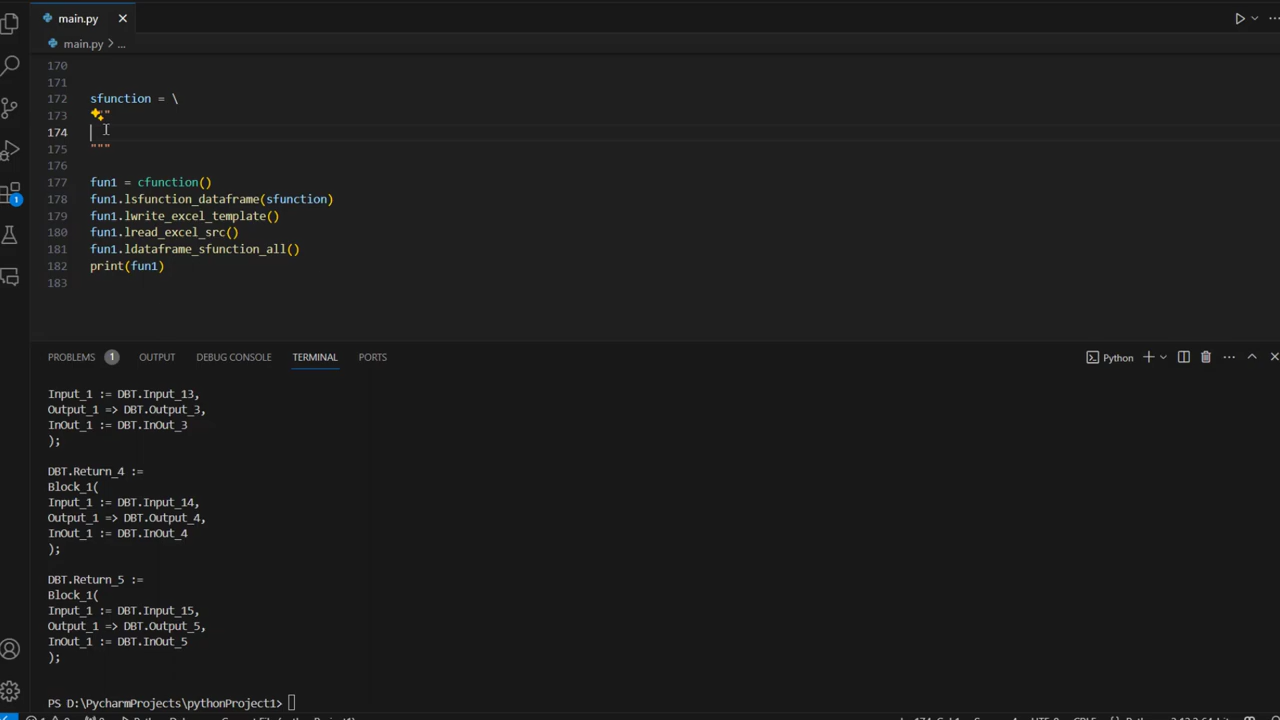 main.py
main.py > ...
170
171
172 sfunction = \
173 "
174
175 """
176
177 fun1 = cfunction()
178 fun1.lsfunction_dataframe(sfunction)
179 fun1.lwrite_excel_template()
180 fun1.lread_excel_src()
181 fun1.ldataframe_sfunction_all()
182 print(fun1)
183
PROBLEMS 1 OUTPUT DEBUG CONSOLE TERMINAL PORTS Python
Input_1 := DBT.Input_13,
Output_1 => DBT.Output_3,
InOut_1 := DBT.InOut_3
);
DBT.Return_4 :=
Block_1(
Input_1 := DBT.Input_14,
Output_1 => DBT.Output_4,
InOut_1 := DBT.InOut_4
);
DBT.Return_5 :=
Block_1(
Input_1 := DBT.Input_15,
Output_1 => DBT.Output_5,
InOut_1 := DBT.InOut_5
);
PS D:\PycharmProjects\pythonProject1>
1